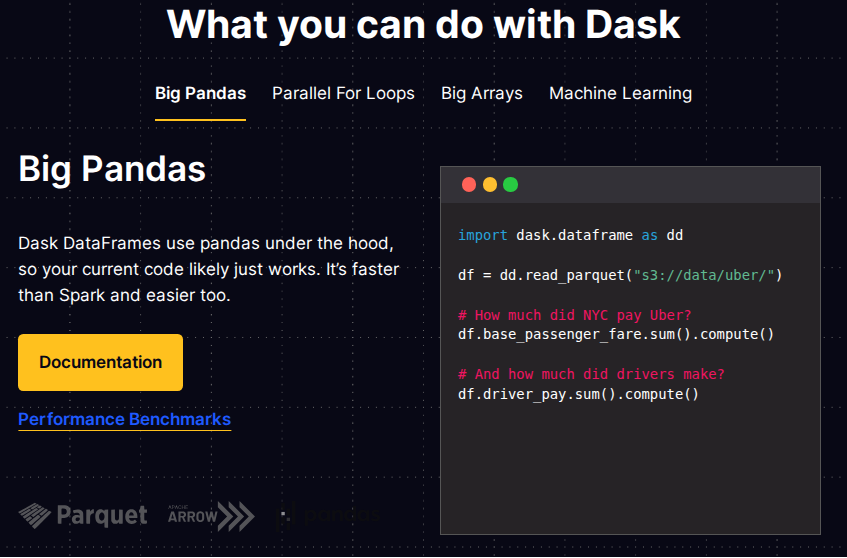 What you can do with Dask
Big Pandas Parallel For Loops Big Arrays Machine Learning
Big Pandas
Dask DataFrames use pandas under the hood,
so your current code likely just works. It’s faster
than Spark and easier too.
Documentation
Performance Benchmarks
Parquet
APACHE
ARROW
pandas
import dask.dataframe as dd
df = dd.read_parquet("s3://data/uber/")
# How much did NYC pay Uber?
df.base_passenger_fare.sum().compute()
# And how much did drivers make?
df.driver_pay.sum().compute()